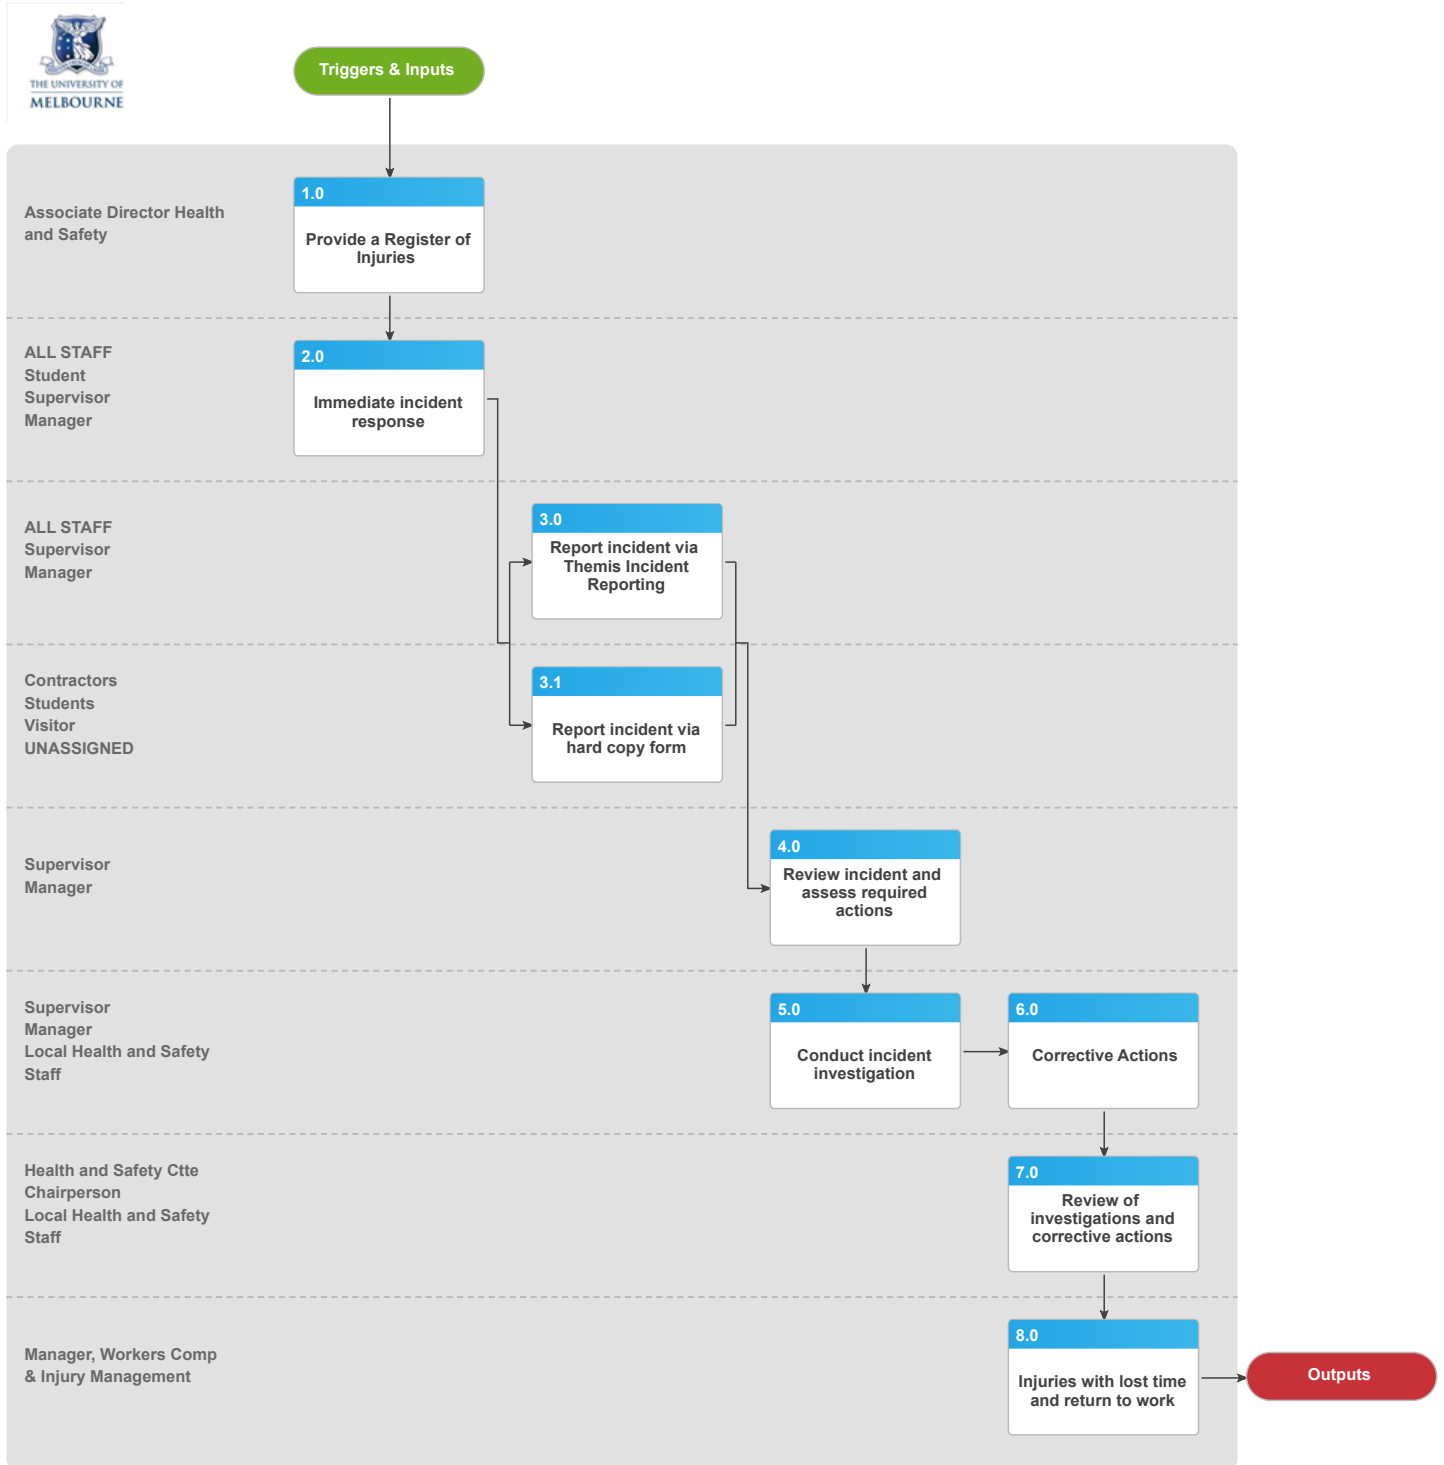 THE UNIVERSITY OF
MELBOURNE
Triggers & Inputs
Associate Director Health
and Safety
1.0
Provide a Register of
Injuries
ALL STAFF
Student
Supervisor
Manager
2.0
Immediate incident
response
ALL STAFF
Supervisor
Manager
3.0
Report incident via
Themis Incident
Reporting
Contractors
Students
Visitor
UNASSIGNED
3.1
Report incident via
hard copy form
Supervisor
Manager
4.0
Review incident and
assess required
actions
Supervisor
Manager
Local Health and Safety
Staff
5.0
Conduct incident
investigation
6.0
Corrective Actions
Health and Safety Ctte
Chairperson
Local Health and Safety
Staff
7.0
Review of
investigations and
corrective actions
Manager, Workers Comp
& Injury Management
8.0
Injuries with lost time
and return to work
Outputs